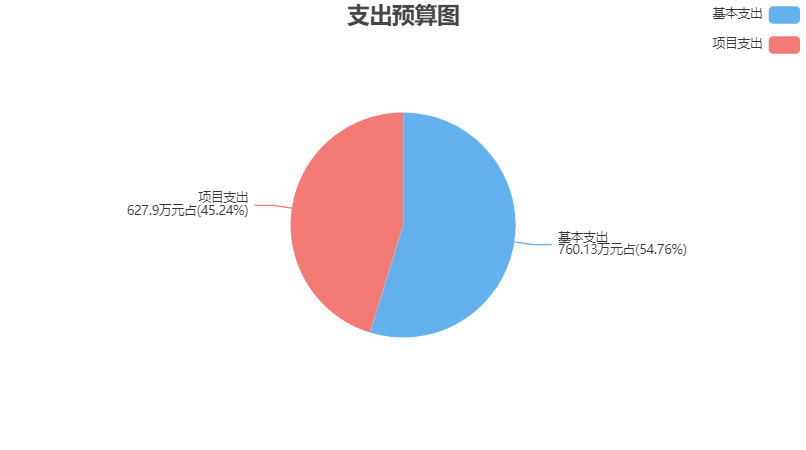 支出预算图
基本支出
项目支出
项目支出
627.9万元占(45.24%)
基本支出
760.13万元占(54.76%)